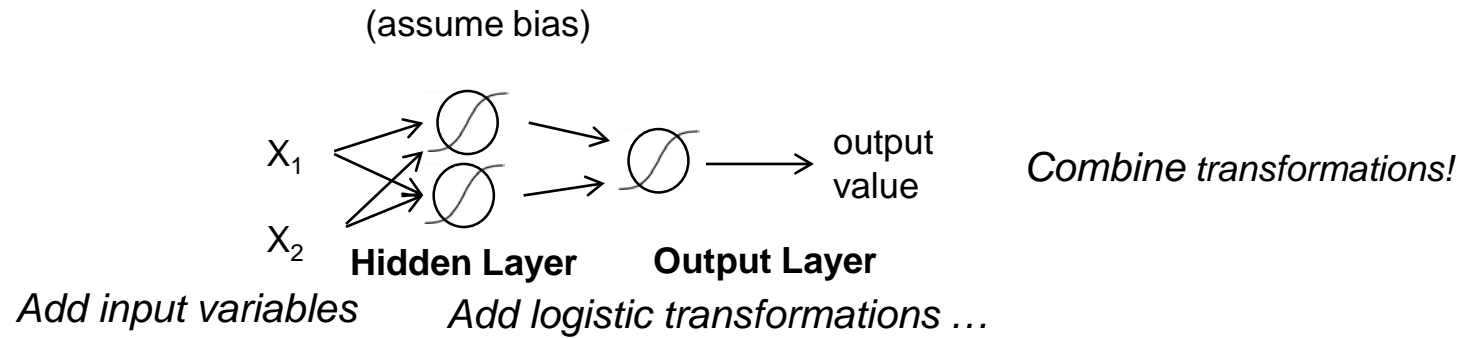 (assume bias)
X₁
X₂
output
value
Combine transformations!
Hidden Layer
Output Layer
Add input variables
Add logistic transformations …